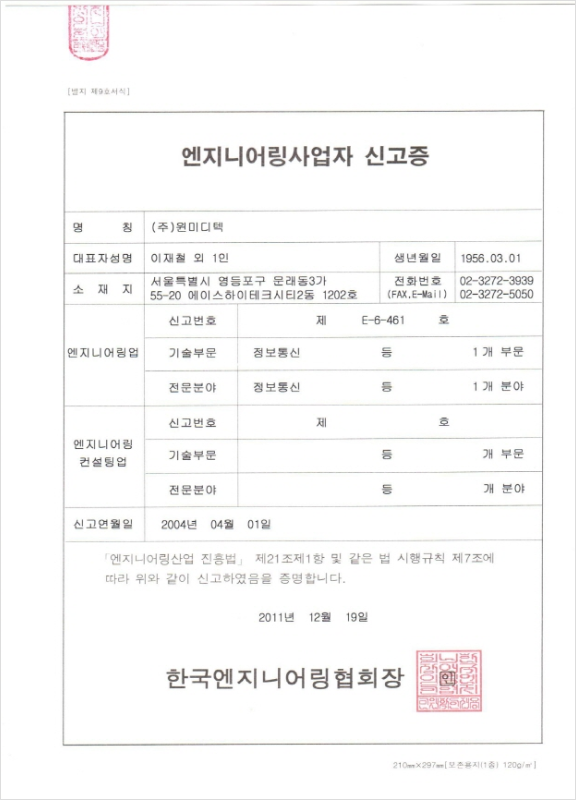 [별지 제9호서식]
엔지니어링사업자 신고증
명 칭 (주)원미디텍
대표자성명 이재철 외 1인 생년월일 1956.03.01
소 재 지 서울특별시 영등포구 문래동3가 전화번호 02-3272-3939
55-20 에이스하이테크시티2동 1202호 (FAX,E-Mail) 02-3272-5050
엔지니어링업 신고번호 제 E-6-461 호
기술부문 정보통신 등 1개 부문
전문분야 정보통신 등 1개 분야
엔지니어링
컨설팅업
신고번호 제 호
기술부문 등 개 부문
전문분야 등 개 분야
신고연월일 2004년 04월 01일
「엔지니어링산업 진흥법」 제21조제1항 및 같은 법 시행규칙 제7조에
따라 위와 같이 신고하였음을 증명합니다.
2011년 12월 19일
한국엔지니어링협회장
210㎜×297㎜[보존용지(1종) 120g/㎡]